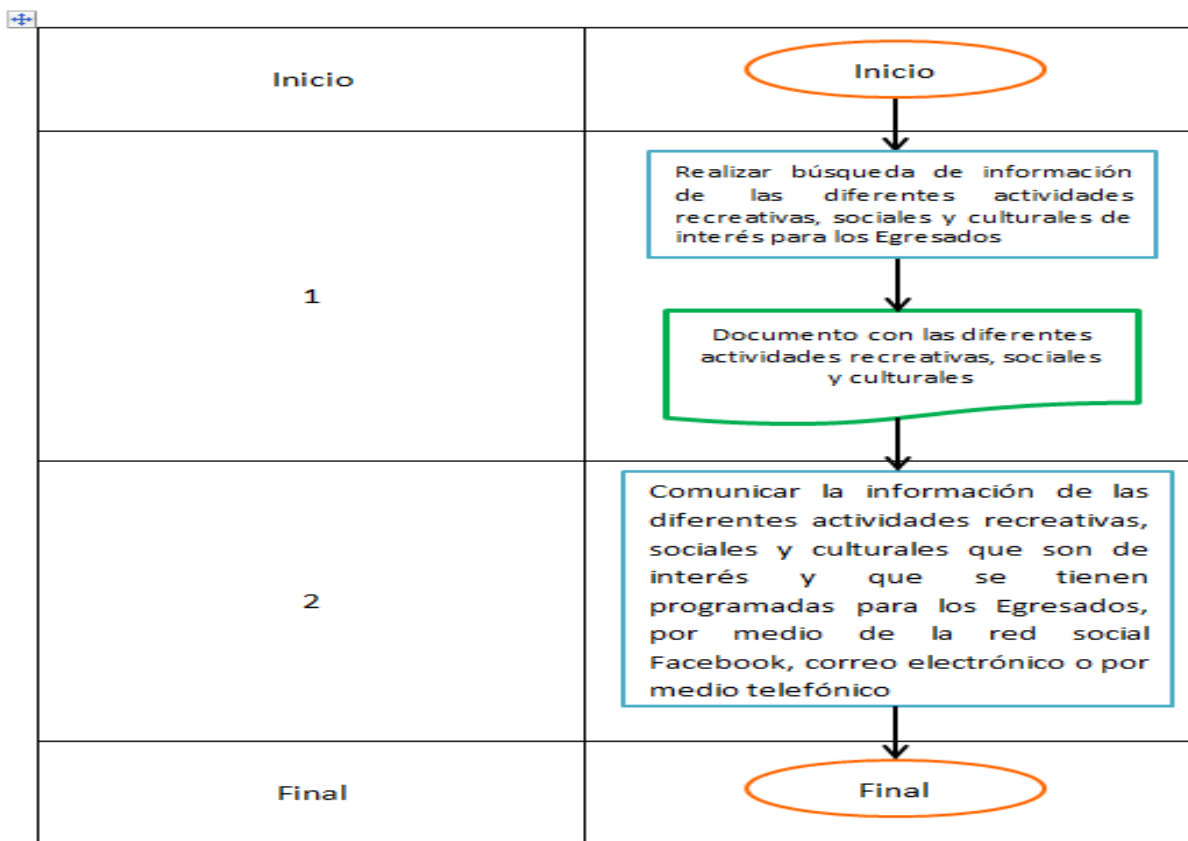 Inicio
Inicio
1
Realizar búsqueda de información
de las diferentes actividades
recreativas, sociales y culturales de
interés para los Egresados
Documento con las diferentes
actividades recreativas, sociales
y culturales
2
Comunicar la información de las
diferentes actividades recreativas,
sociales y culturales que son de
interés y que se tienen
programadas para los Egresados,
por medio de la red social
Facebook, correo electrónico o por
medio telefónico
Final
Final